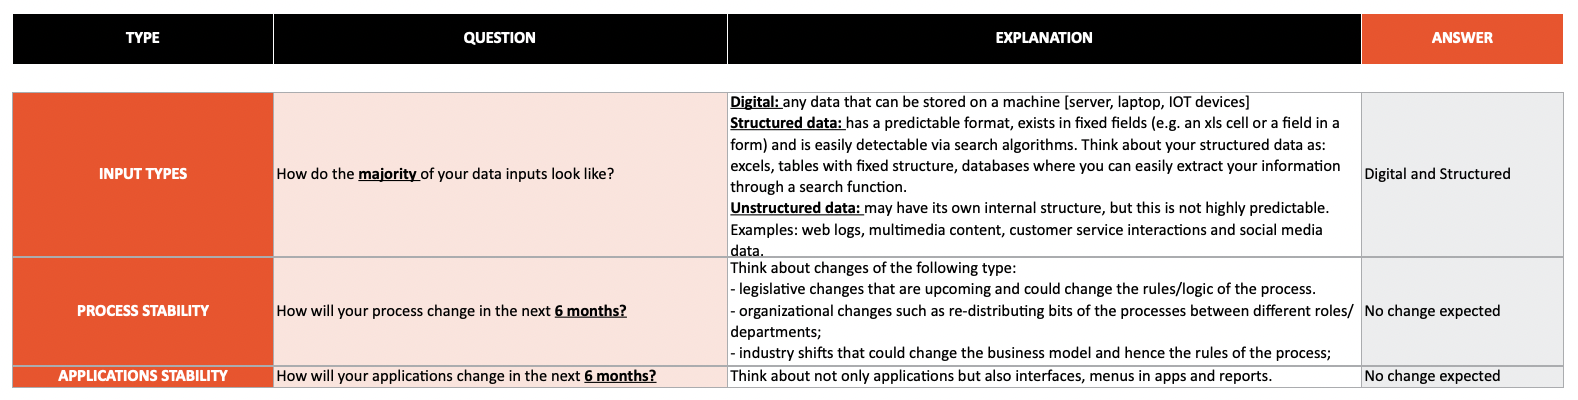 TYPE
QUESTION
EXPLANATION
ANSWER
INPUT TYPES
How do the majority of your data inputs look like?
Digital: any data that can be stored on a machine [server, laptop, IOT devices]
Structured data: has a predictable format, exists in fixed fields (e.g. an xls cell or a field in a
form) and is easily detectable via search algorithms. Think about your structured data as:
excels, tables with fixed structure, databases where you can easily extract your information
through a search function.
Unstructured data: may have its own internal structure, but this is not highly predictable.
Examples: web logs, multimedia content, customer service interactions and social media
data.
Digital and Structured
PROCESS STABILITY
How will your process change in the next 6 months?
Think about changes of the following type:
- legislative changes that are upcoming and could change the rules/logic of the process.
- organizational changes such as re-distributing bits of the processes between different roles/
departments;
- industry shifts that could change the business model and hence the rules of the process;
No change expected
APPLICATIONS STABILITY
How will your applications change in the next 6 months?
Think about not only applications but also interfaces, menus in apps and reports.
No change expected